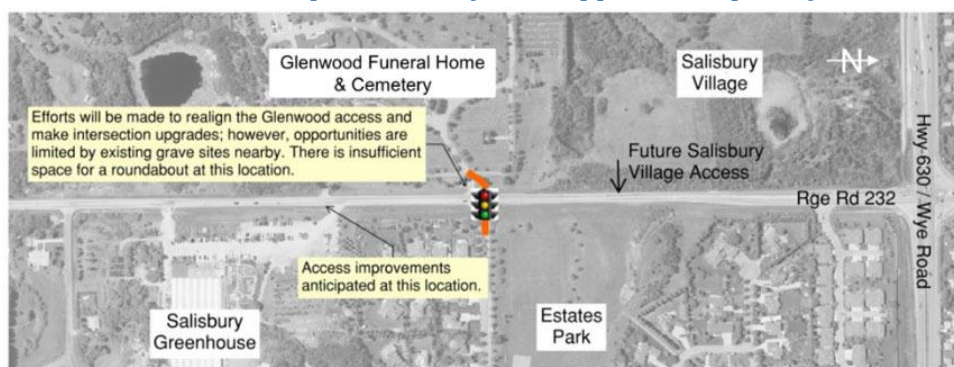 Glenwood Funeral Home
& Cemetery
Salisbury
Village
N
Efforts will be made to realign the Glenwood access and
make intersection upgrades; however, opportunities are
limited by existing grave sites nearby. There is insufficient
space for a roundabout at this location.
Future Salisbury
Village Access
Rge Rd 232
Hwy-630 / Wye Road
Access improvements
anticipated at this location.
Salisbury
Greenhouse
Estates
Park